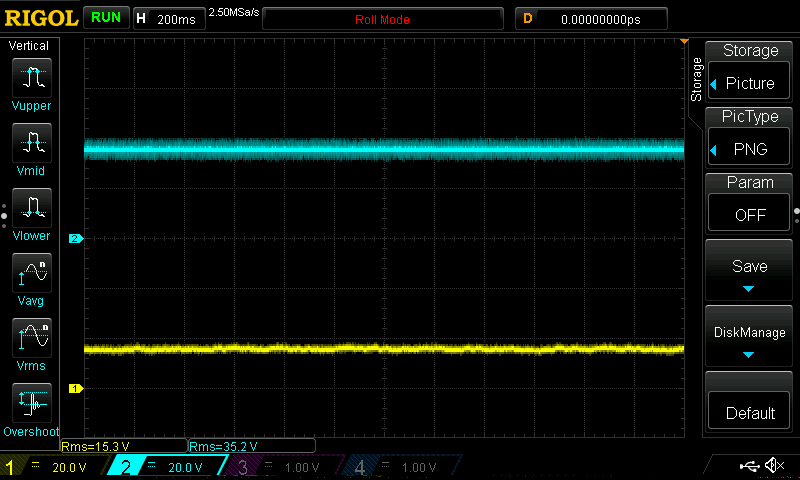 RIGOL RUN H 200ms 2.50MSa/s Roll Mode D 0.00000000ps
Vertical
Vupper
Vmid
Vlower
n
Vavg
n
Vrms
Overshoot
2
1
Rms=15.3 V Rms=35.2 V
1 = 20.0 V 2 = 20.0 V 3 = 1.00 V 4 = 1.00 V
Storage
Storage
Picture
PicType
PNG
Param
OFF
Save
DiskManage
Default